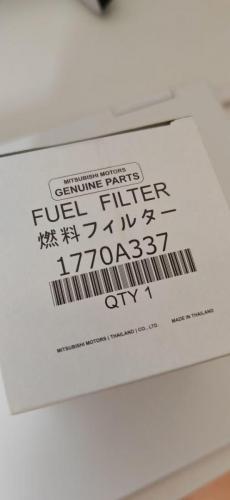 MITSUBISHI MOTORS
GENUINE PARTS
FUEL FILTER
燃料フィルター
1770A337
QTY 1
MITSUBISHI MOTORS ( THAILAND ) CO., LTD.
MADE IN THAILAND